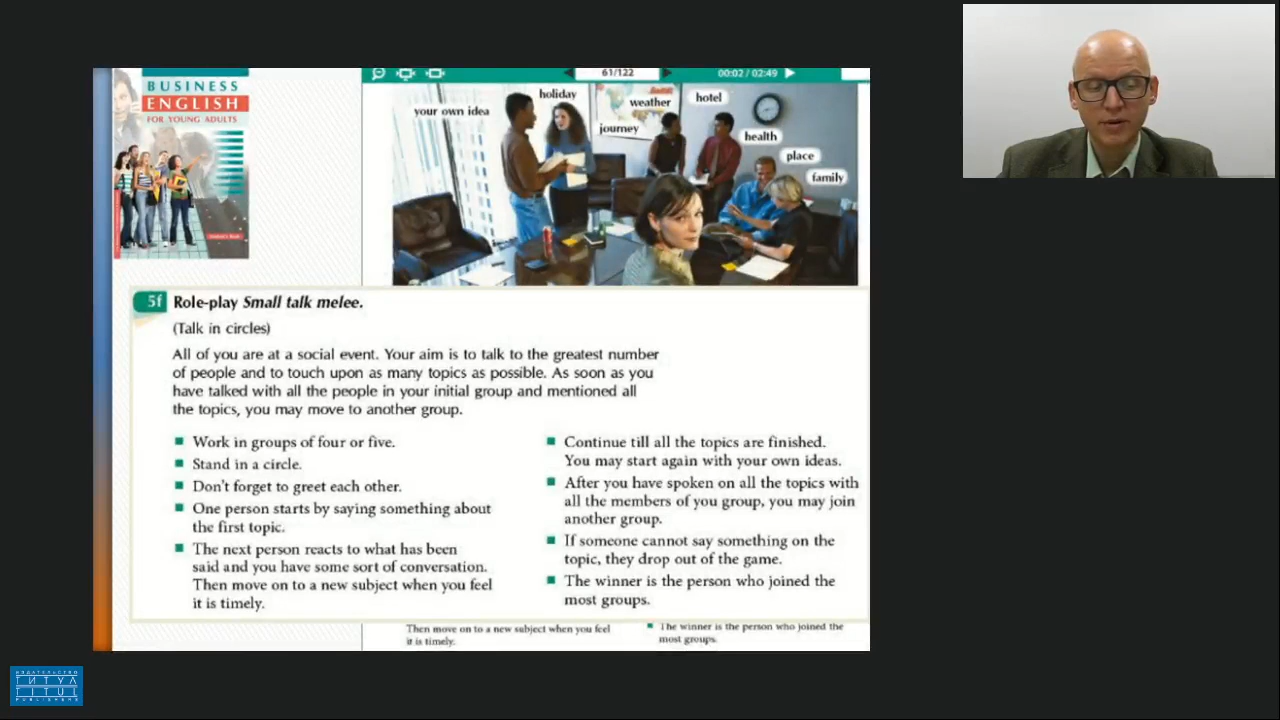 BUSINESS
ENGLISH
FOR YOUNG ADULTS
Student's Book
61/122
00:02 / 02:49
your own idea
holiday
weather
hotel
journey
health
place
family
5f Role-play Small talk melee.
(Talk in circles)
All of you are at a social event. Your aim is to talk to the greatest number
of people and to touch upon as many topics as possible. As soon as you
have talked with all the people in your initial group and mentioned all
the topics, you may move to another group.
Work in groups of four or five.
Stand in a circle.
Don't forget to greet each other.
One person starts by saying something about
the first topic.
The next person reacts to what has been
said and you have some sort of conversation.
Then move on to a new subject when you feel
it is timely.
Continue till all the topics are finished.
You may start again with your own ideas.
After you have spoken on all the topics with
all the members of you group, you may join
another group.
If someone cannot say something on the
topic, they drop out of the game.
The winner is the person who joined the
most groups.
Then move on to a new subject when you feel
it is timely.
The winner is the person who joined the
most groups.
ИЗДАТЕЛЬСТВО
ТИТУЛ
TITUL
PUBLISHERS